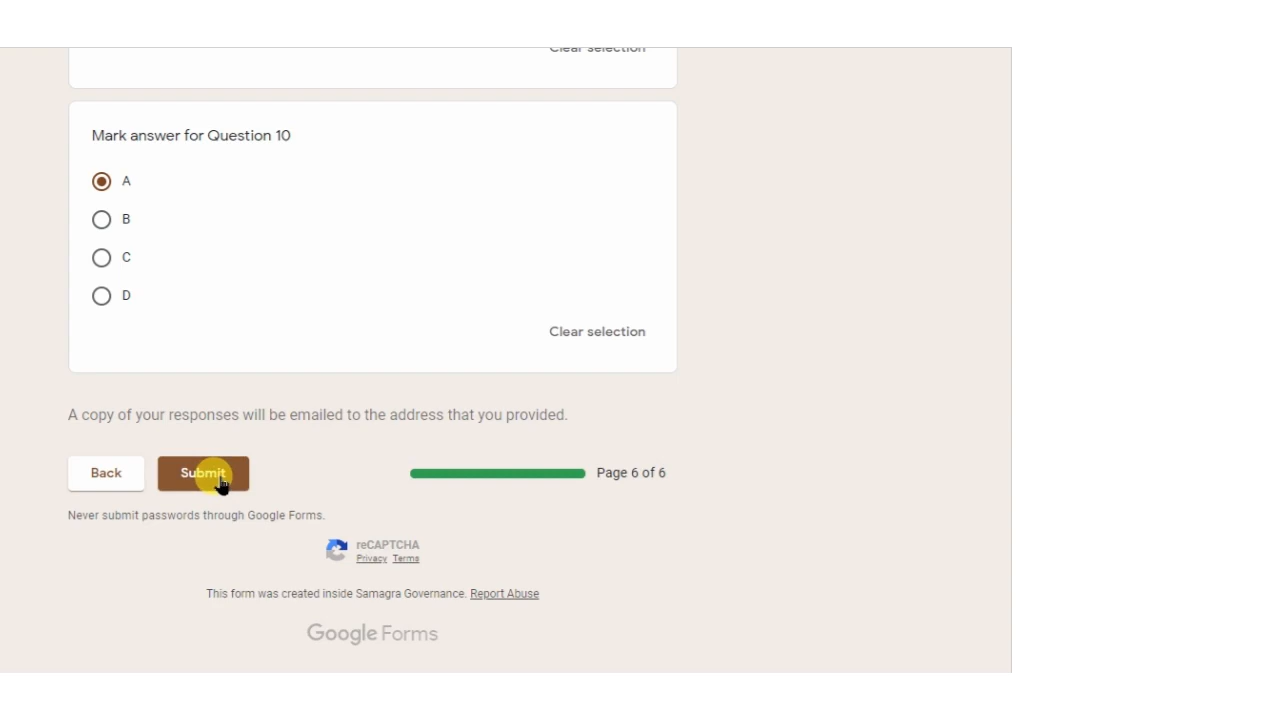 Clear selection
Mark answer for Question 10
A
B
C
D
Clear selection
A copy of your responses will be emailed to the address that you provided.
Back Submit Page 6 of 6
Never submit passwords through Google Forms.
reCAPTCHA
Privacy Terms
This form was created inside Samagra Governance. Report Abuse
Google Forms